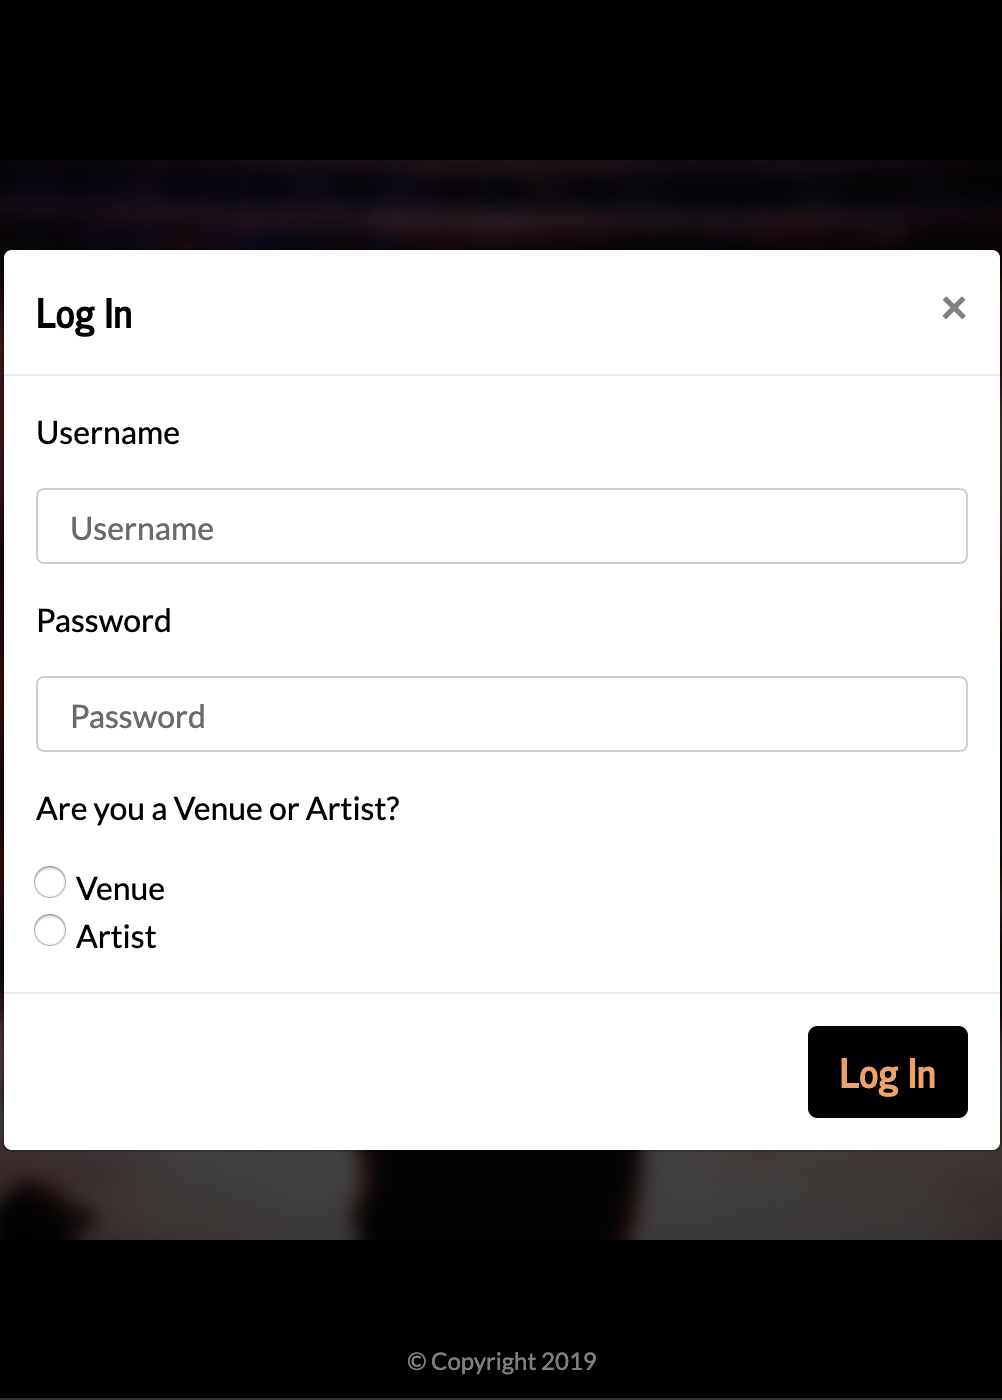 Log In
×
Username
Username
Password
Password
Are you a Venue or Artist?
Venue
Artist
Log In
© Copyright 2019